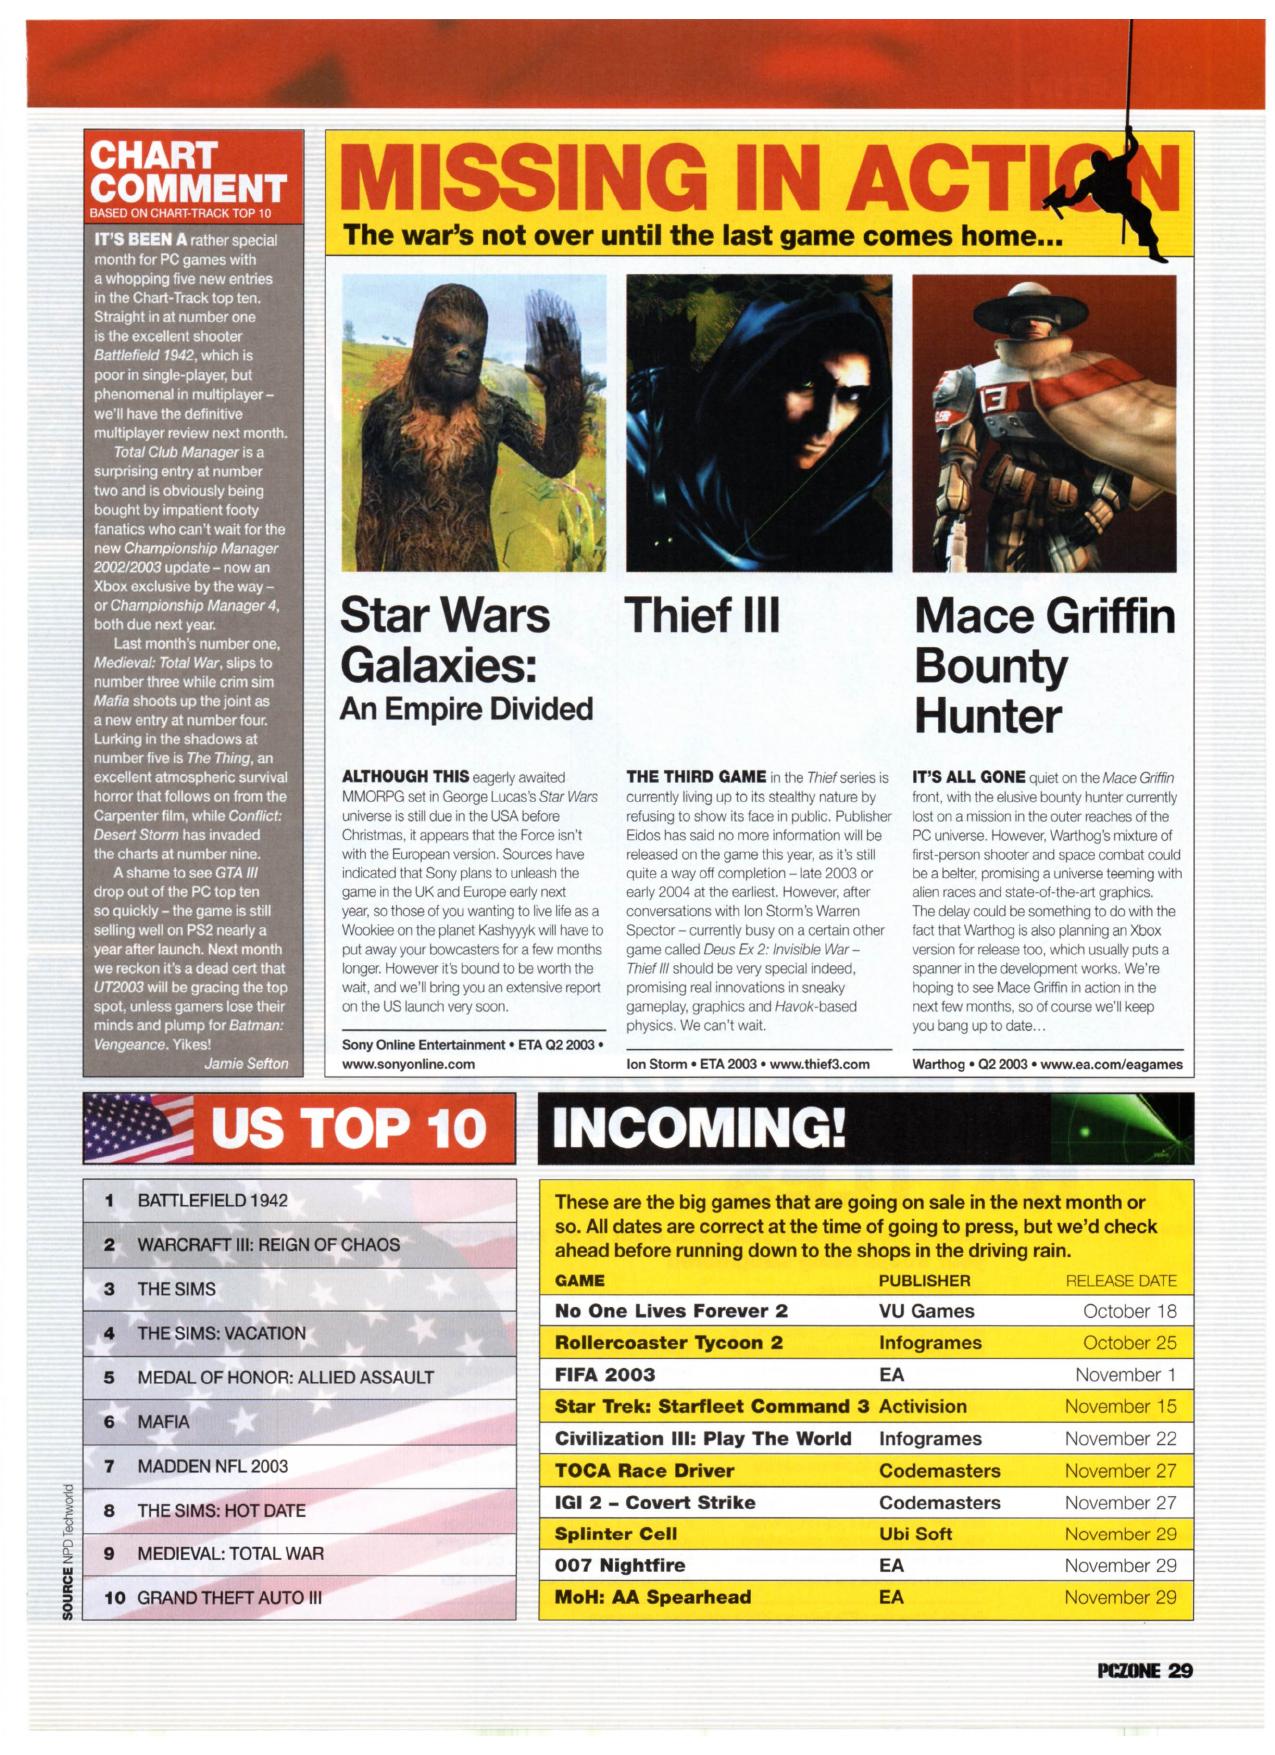 CHART
COMMENT
BASED ON CHART-TRACK TOP 10
IT'S BEEN A rather special
month for PC games with
a whopping five new entries
in the Chart-Track top ten.
Straight in at number one
is the excellent shooter
Battlefield 1942, which is
poor in single-player, but
phenomenal in multiplayer –
we'll have the definitive
multiplayer review next month.
Total Club Manager is a
surprising entry at number
two and is obviously being
bought by impatient footy
fanatics who can't wait for the
new Championship Manager
2002/2003 update – now an
Xbox exclusive by the way –
or Championship Manager 4,
both due next year.
Last month's number one,
Medieval: Total War, slips to
number three while crim sim
Mafia shoots up the joint as
a new entry at number four.
Lurking in the shadows at
number five is The Thing, an
excellent atmospheric survival
horror that follows on from the
Carpenter film, while Conflict:
Desert Storm has invaded
the charts at number nine.
A shame to see GTA III
drop out of the PC top ten
so quickly – the game is still
selling well on PS2 nearly a
year after launch. Next month
we reckon it's a dead cert that
UT2003 will be gracing the top
spot, unless gamers lose their
minds and plump for Batman:
Vengeance. Yikes!
Jamie Sefton
MISSING IN ACTION
The war's not over until the last game comes home...
Star Wars
Galaxies:
An Empire Divided
ALTHOUGH THIS eagerly awaited
MMORPG set in George Lucas's Star Wars
universe is still due in the USA before
Christmas, it appears that the Force isn't
with the European version. Sources have
indicated that Sony plans to unleash the
game in the UK and Europe early next
year, so those of you wanting to live life as a
Wookiee on the planet Kashyyyk will have to
put away your bowcasters for a few months
longer. However it's bound to be worth the
wait, and we'll bring you an extensive report
on the US launch very soon.
Sony Online Entertainment • ETA Q2 2003 •
www.sonyonline.com
Thief III
THE THIRD GAME in the Thief series is
currently living up to its stealthy nature by
refusing to show its face in public. Publisher
Eidos has said no more information will be
released on the game this year, as it's still
quite a way off completion – late 2003 or
early 2004 at the earliest. However, after
conversations with Ion Storm's Warren
Spector – currently busy on a certain other
game called Deus Ex 2: Invisible War –
Thief III should be very special indeed,
promising real innovations in sneaky
gameplay, graphics and Havok-based
physics. We can't wait.
Ion Storm • ETA 2003 • www.thief3.com
13
Mace Griffin
Bounty
Hunter
IT'S ALL GONE quiet on the Mace Griffin
front, with the elusive bounty hunter currently
lost on a mission in the outer reaches of the
PC universe. However, Warthog's mixture of
first-person shooter and space combat could
be a belter, promising a universe teeming with
alien races and state-of-the-art graphics.
The delay could be something to do with the
fact that Warthog is also planning an Xbox
version for release too, which usually puts a
spanner in the development works. We're
hoping to see Mace Griffin in action in the
next few months, so of course we'll keep
you bang up to date...
Warthog • Q2 2003 • www.ea.com/eagames
US TOP 10
1 BATTLEFIELD 1942
2 WARCRAFT III: REIGN OF CHAOS
3 THE SIMS
4 THE SIMS: VACATION
5 MEDAL OF HONOR: ALLIED ASSAULT
6 MAFIA
7 MADDEN NFL 2003
8 THE SIMS: HOT DATE
9 MEDIEVAL: TOTAL WAR
10 GRAND THEFT AUTO III
SOURCE NPD Techworld
INCOMING!
These are the big games that are going on sale in the next month or
so. All dates are correct at the time of going to press, but we'd check
ahead before running down to the shops in the driving rain.
GAME PUBLISHER RELEASE DATE
No One Lives Forever 2 VU Games October 18
Rollercoaster Tycoon 2 Infogrames October 25
FIFA 2003 EA November 1
Star Trek: Starfleet Command 3 Activision November 15
Civilization III: Play The World Infogrames November 22
TOCA Race Driver Codemasters November 27
IGI 2 – Covert Strike Codemasters November 27
Splinter Cell Ubi Soft November 29
007 Nightfire EA November 29
MoH: AA Spearhead EA November 29
PCZONE 29